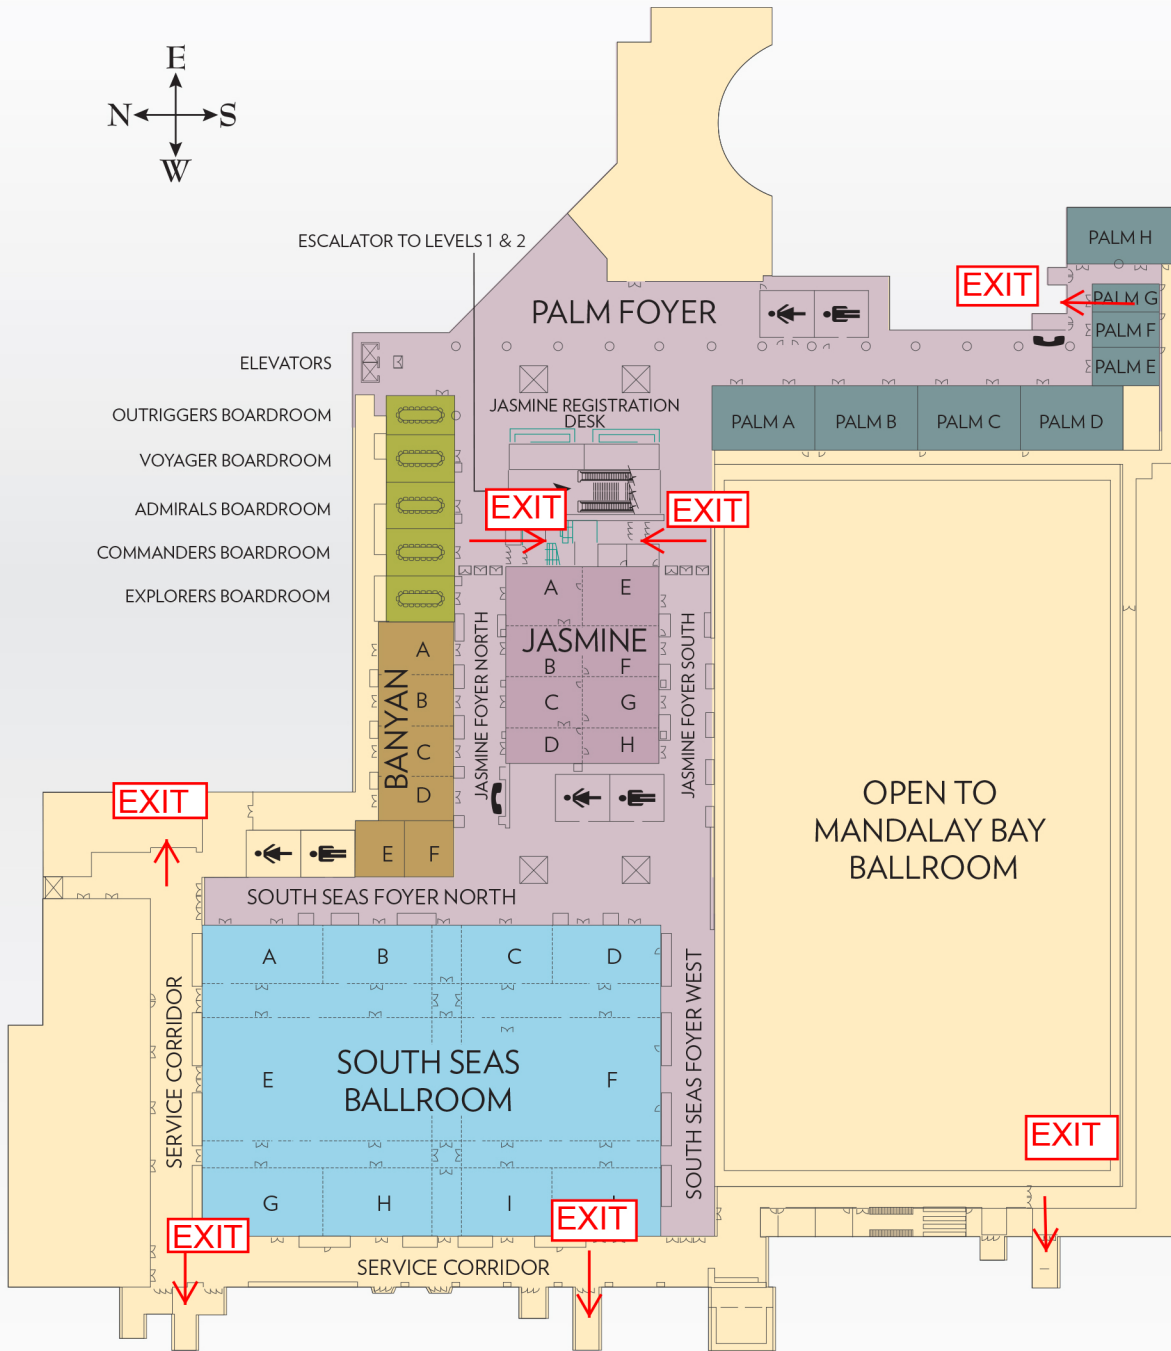 E
N
S
W
ESCALATOR TO LEVELS 1 & 2
PALM H
EXIT
PALM G
PALM FOYER
PALM F
ELEVATORS
PALM E
JASMINE REGISTRATION
DESK
OUTRIGGERS BOARDROOM
PALM A
PALM B
PALM C
PALM D
VOYAGER BOARDROOM
ADMIRALS BOARDROOM
EXIT
EXIT
COMMANDERS BOARDROOM
EXPLORERS BOARDROOM
A
E
JASMINE
B
F
C
G
D
H
JASMINE FOYER NORTH
JASMINE FOYER SOUTH
BANYAN
A
B
C
D
E
F
EXIT
OPEN TO
MANDALAY BAY
BALLROOM
SOUTH SEAS FOYER NORTH
A
B
C
D
SOUTH SEAS
BALLROOM
E
F
G
H
I
SERVICE CORRIDOR
SOUTH SEAS FOYER WEST
EXIT
EXIT
EXIT
SERVICE CORRIDOR